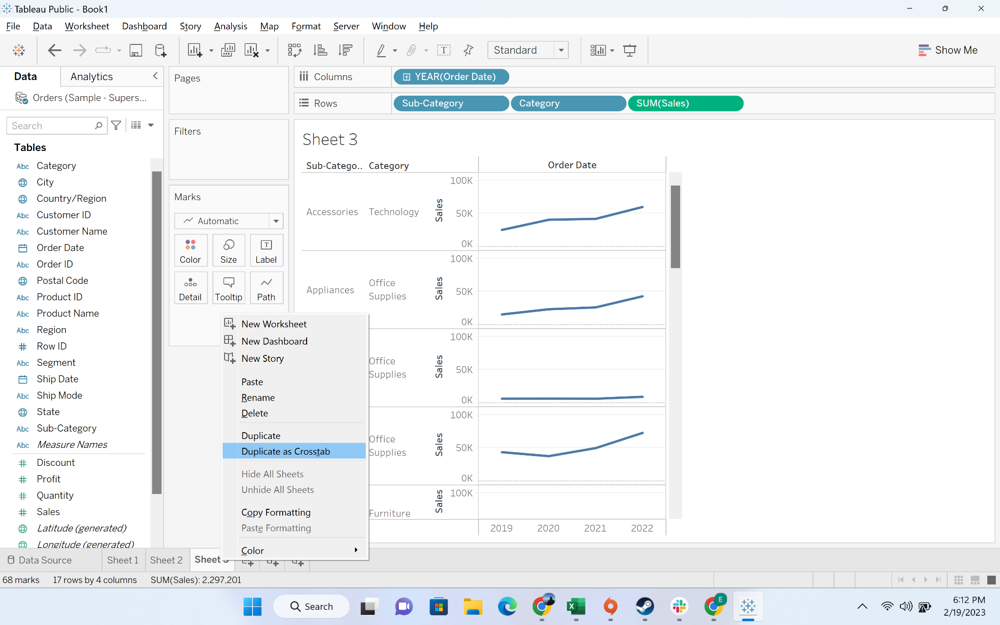 Tableau Public - Book1
File Data Worksheet Dashboard Story Analysis Map Format Server Window Help
Standard
Show Me
Data
Analytics
Orders (Sample - Supers...
Search
Tables
Abc Category
City
Country/Region
Abc Customer ID
Abc Customer Name
Order Date
Abc Order ID
Postal Code
Abc Product ID
Abc Product Name
Abc Region
# Row ID
Abc Segment
Ship Date
Abc Ship Mode
State
Abc Sub-Category
Abc Measure Names
# Discount
# Profit
# Quantity
# Sales
Latitude (generated)
Longitude (generated)
Pages
Filters
Marks
Automatic
Color Size Label
Detail Tooltip Path
Columns YEAR(Order Date)
Rows Sub-Category Category SUM(Sales)
Sheet 3
Sub-Catego.. Category Order Date
Accessories Technology Sales 100K 50K 0K
Appliances Office Supplies Sales 100K 50K 0K
Office Supplies Sales 100K 50K 0K
Office Supplies Sales 100K 50K 0K
Furniture Sales 100K
2019 2020 2021 2022
New Worksheet
New Dashboard
New Story
Paste
Rename
Delete
Duplicate
Duplicate as Crosstab
Hide All Sheets
Unhide All Sheets
Copy Formatting
Paste Formatting
Color
Data Source Sheet 1 Sheet 2 Sheet 3
68 marks 17 rows by 4 columns SUM(Sales): 2,297,201
Search
E
6:12 PM
2/19/2023